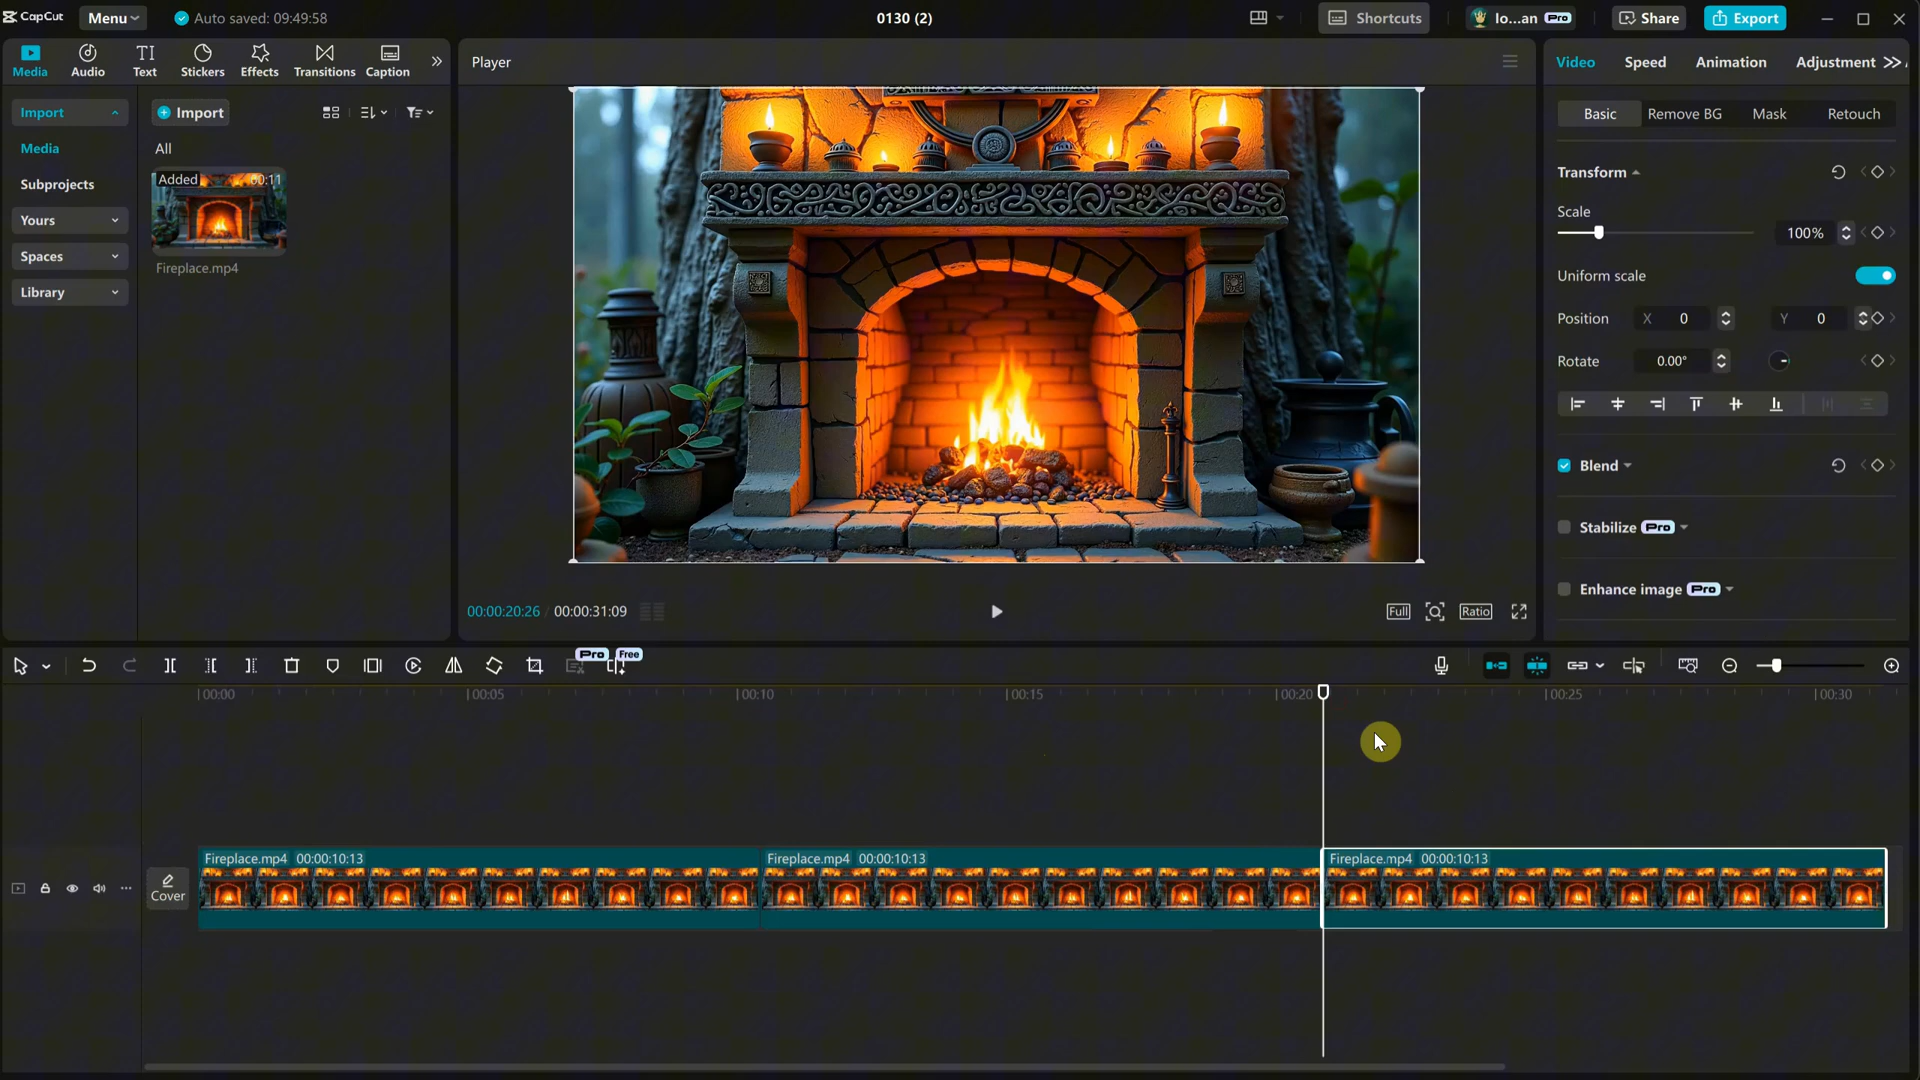 CapCut
Menu
Auto saved: 09:49:58
0130 (2)
Shortcuts
lo...an Pro
Share
Export
Media
Audio
Text
Stickers
Effects
Transitions
Caption
Player
Video
Speed
Animation
Adjustment
Import
Import
Basic
Remove BG
Mask
Retouch
Media
All
Subprojects
Added
00:11
Transform
Yours
Scale
100%
Spaces
Fireplace.mp4
Uniform scale
Library
Position
X 0
Y 0
Rotate
0.00°
Blend
Stabilize Pro
Enhance image Pro
00:00:20:26 / 00:00:31:09
Full
Ratio
Pro
Free
00:00
00:05
00:10
00:15
00:20
00:25
00:30
Fireplace.mp4 00:00:10:13
Fireplace.mp4 00:00:10:13
Fireplace.mp4 00:00:10:13
Cover